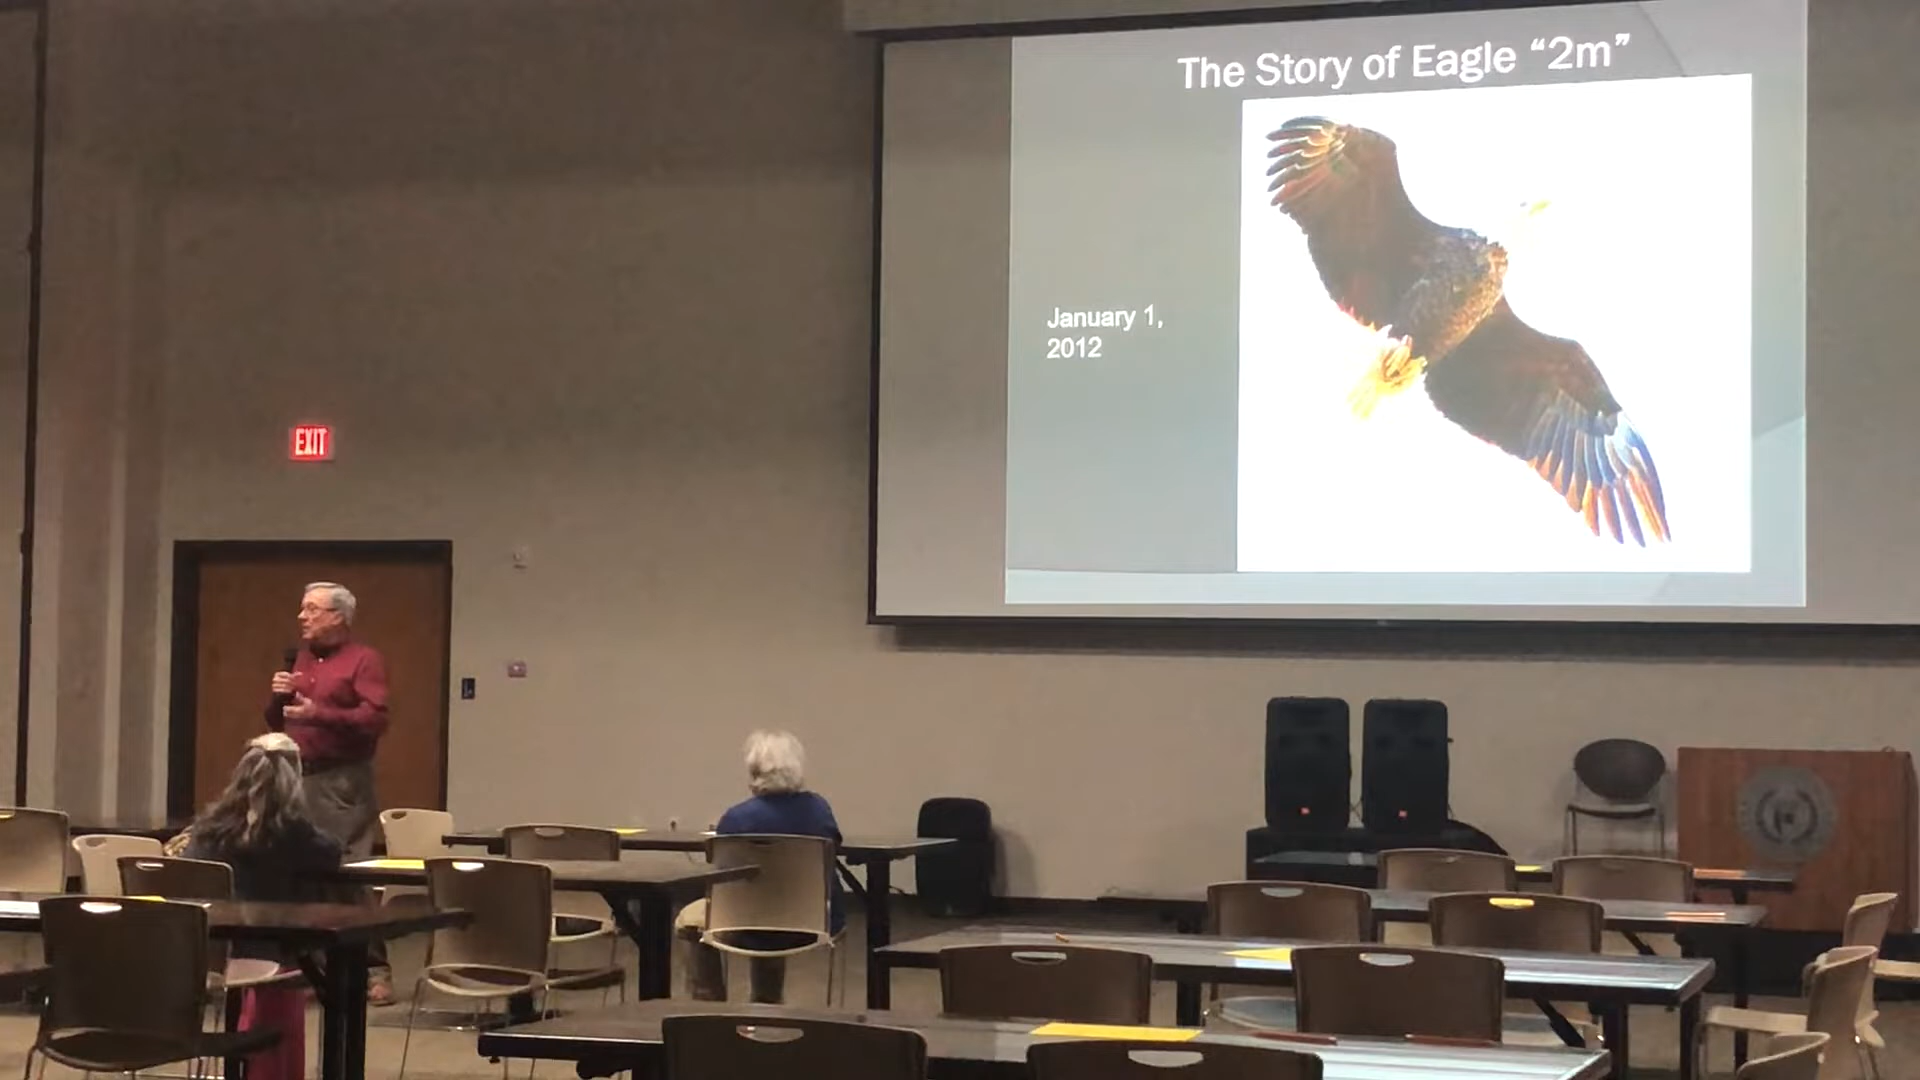 The Story of Eagle “2m”
January 1,
2012
EXIT